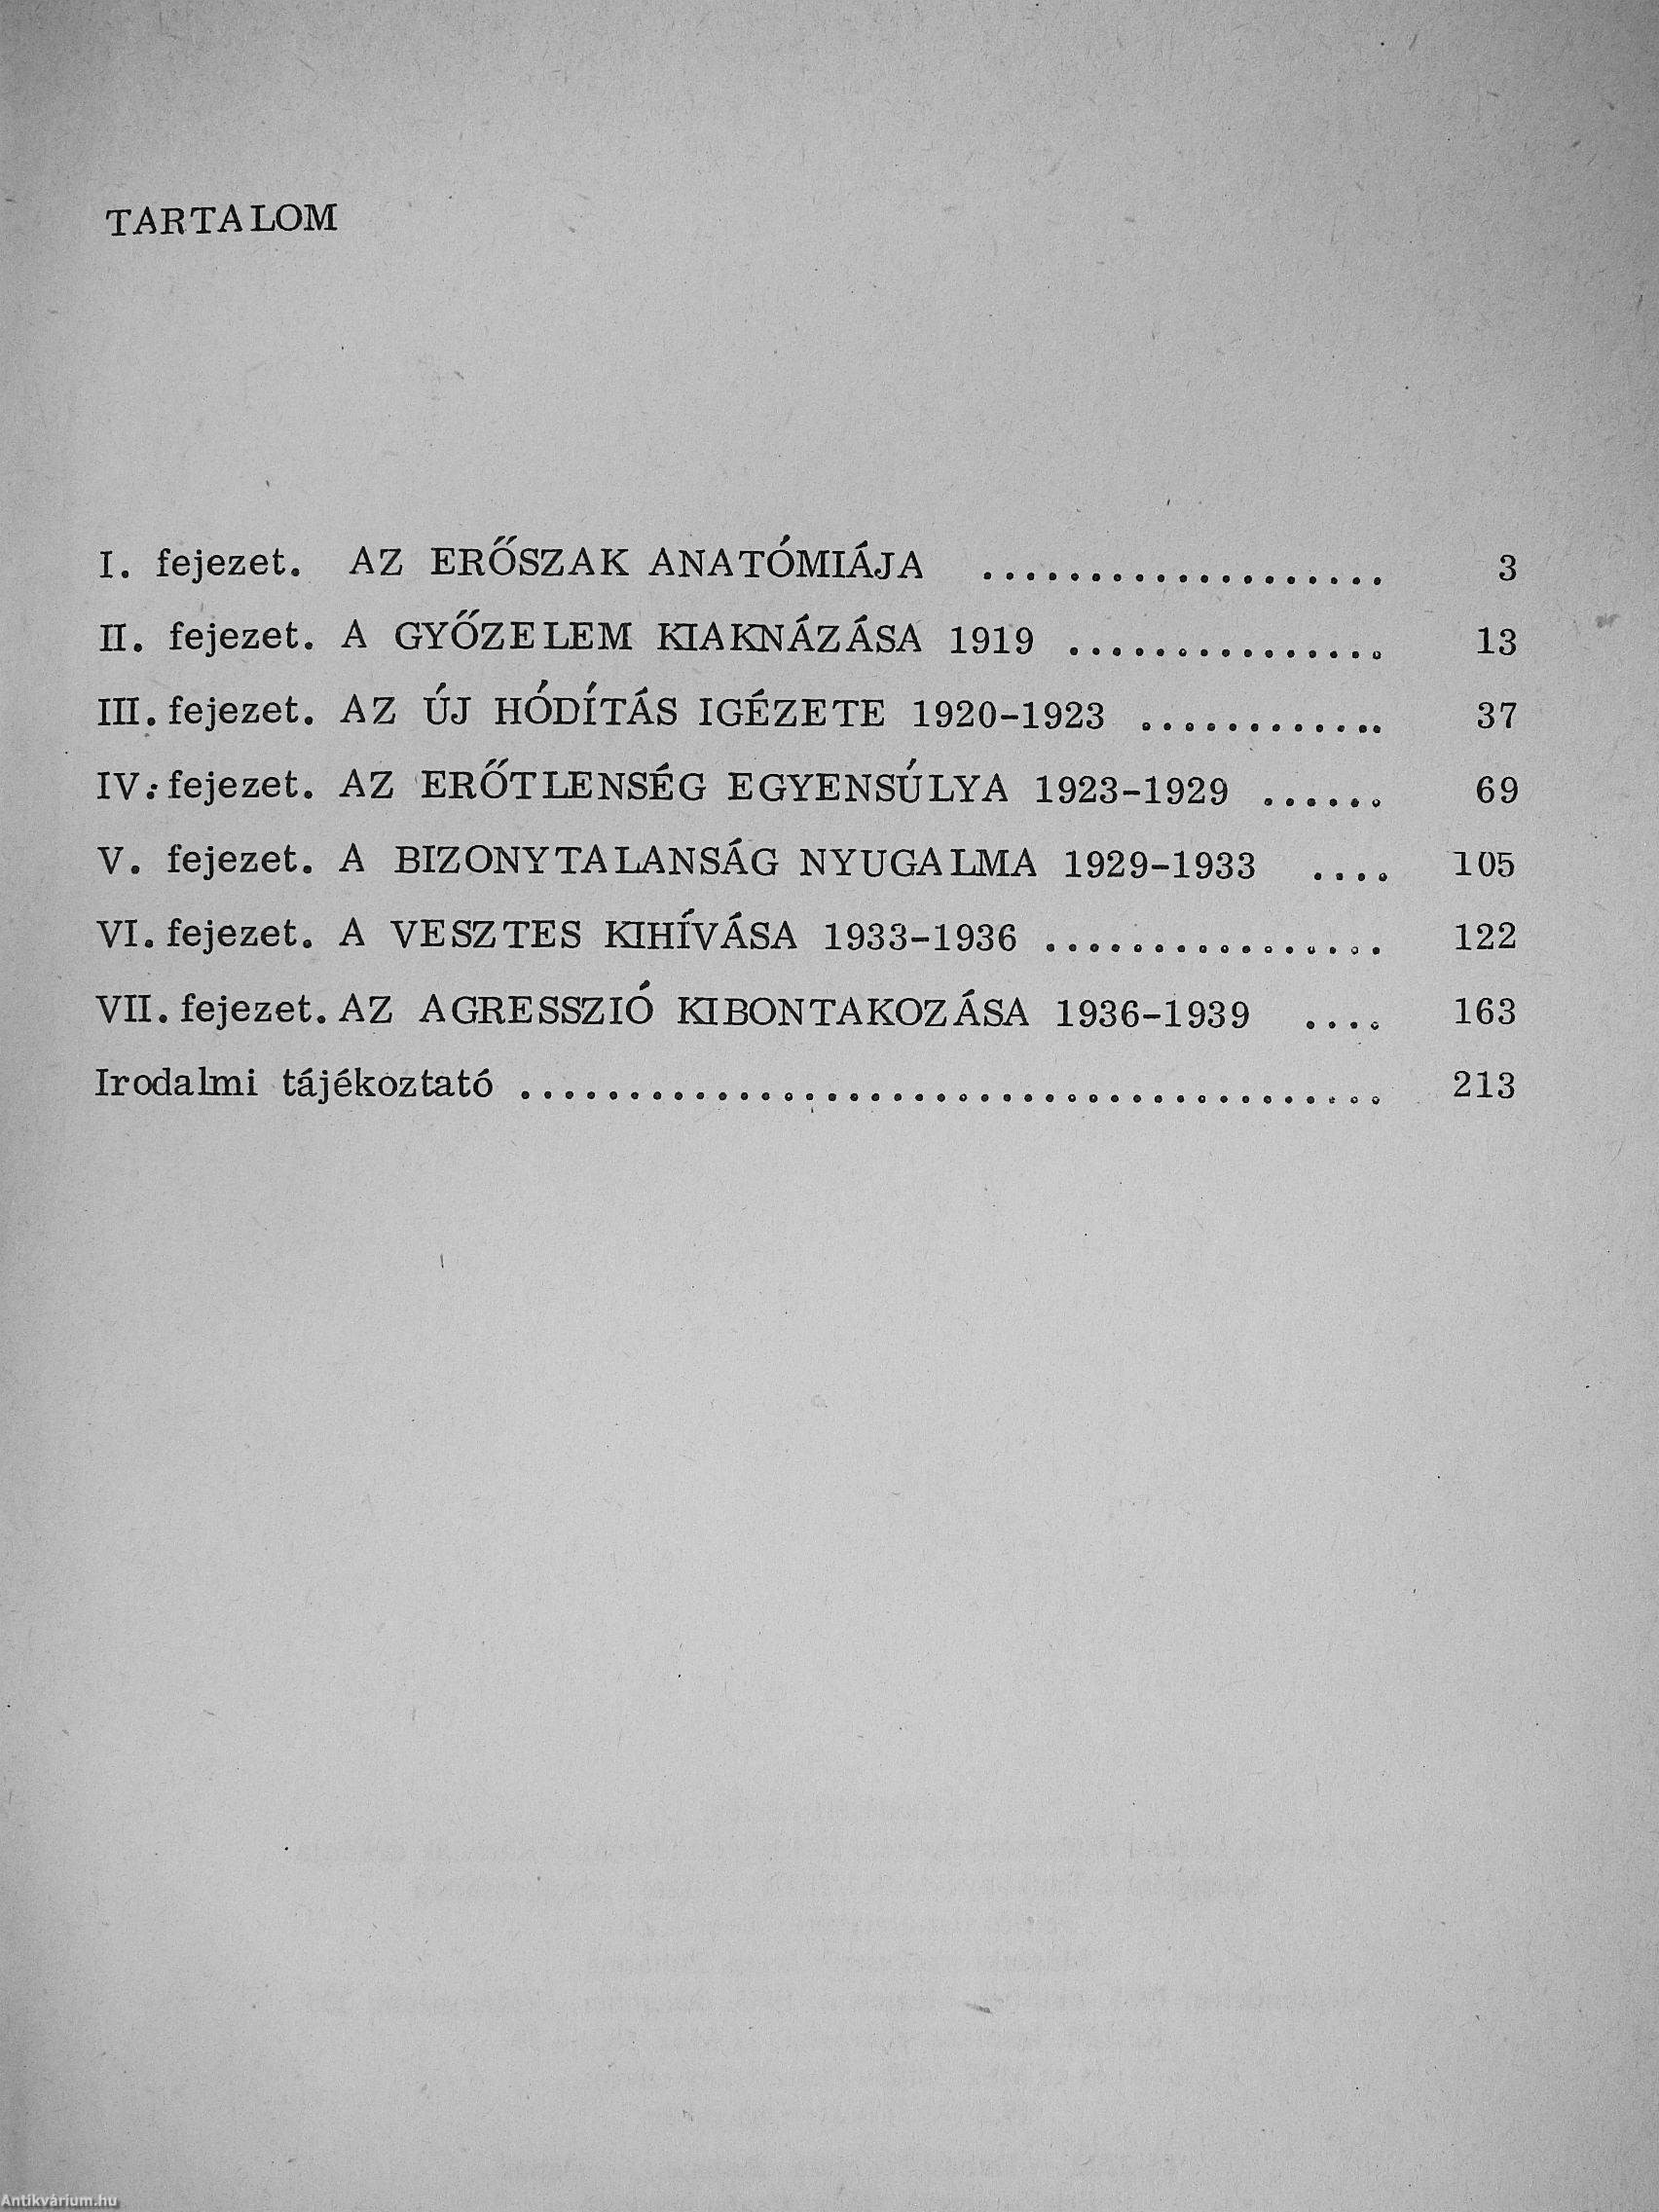 TARTALOM
I. fejezet. AZ ERŐSZAK ANATÓMIÁJA ................... 3
II. fejezet. A GYŐZELEM KIAKNÁZÁSA 1919 ............... 13
III. fejezet. AZ ÚJ HÓDÍTÁS IGÉZETE 1920-1923 ............ 37
IV. fejezet. AZ ERŐTLENSÉG EGYENSÚLYA 1923-1929 ...... 69
V. fejezet. A BIZONYTALANSÁG NYUGALMA 1929-1933 .... 105
VI. fejezet. A VESZTES KIHÍVÁSA 1933-1936 ................ 122
VII. fejezet. AZ AGRESSZIÓ KIBONTAKOZÁSA 1936-1939 .... 163
Irodalmi tájékoztató ........................................ 213
Antikvárium.hu